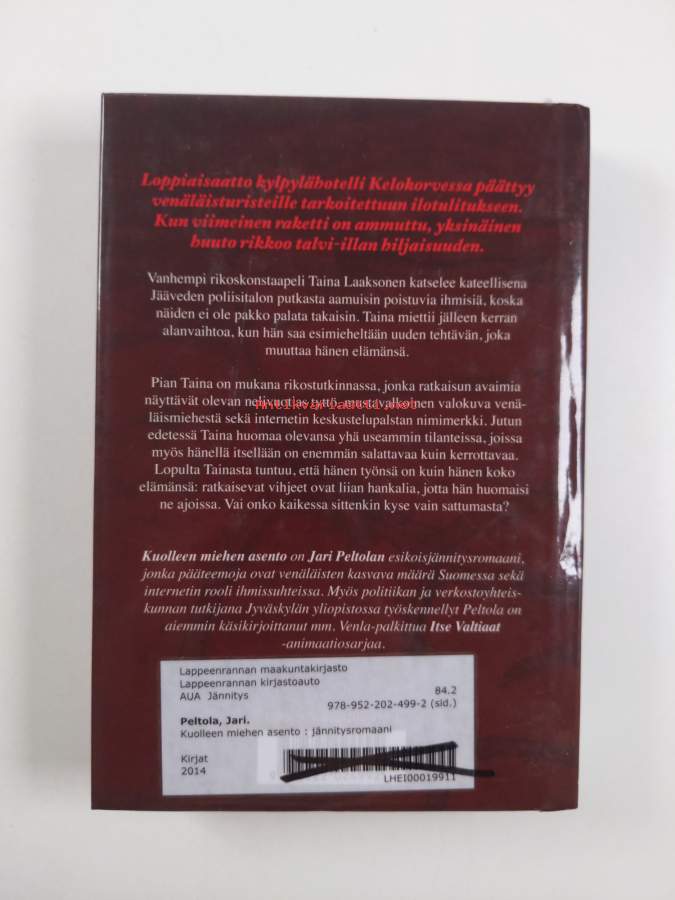 Loppiaisaatto kylpylähotelli Kelokorvessa päättyy
venäläisturisteille tarkoitettuun ilotulitukseen.
Kun viimeinen raketti on ammuttu, yksinäinen
huuto rikkoo talvi-illan hiljaisuuden.
Vanhempi rikoskonstaapeli Taina Laaksonen katselee kateellisena
Jääveden poliisitalon putkasta aamuisin poistuvia ihmisiä, koska
näiden ei ole pakko palata takaisin. Taina miettii jälleen kerran
alanvaihtoa, kun hän saa esimieheltään uuden tehtävän, joka
muuttaa hänen elämänsä.
Pian Taina on mukana rikostutkinnassa, jonka ratkaisun avaimia
näyttävät olevan nelivuotias tyttö, mustavalkoinen valokuva venä-
Antikvariaatti.net
läismiehestä sekä internetin keskustelupalstan nimimerkki. Jutun
edetessä Taina huomaa olevansa yhä useammin tilanteissa, joissa
myös hänellä itsellään on enemmän salattavaa kuin kerrottavaa.
Lopulta Tainasta tuntuu, että hänen työnsä on kuin hänen koko
elämänsä: ratkaisevat vihjeet ovat liian hankalia, jotta hän huomaisi
ne ajoissa. Vai onko kaikessa sittenkin kyse vain sattumasta?
Kuolleen miehen asento on Jari Peltolan esikoisjännitysromaani,
jonka pääteemoja ovat venäläisten kasvava määrä Suomessa sekä
internetin rooli ihmissuhteissa. Myös politiikan ja verkostoyhteis-
kunnan tutkijana Jyväskylän yliopistossa työskennellyt Peltola on
aiemmin käsikirjoittanut mm. Venla-palkittua Itse Valtiaat
-animaatiosarjaa.
Lappeenrannan maakuntakirjasto
Lappeenrannan kirjastoauto
AUA Jännitys 84.2
978-952-202-499-2 (sid.)
Peltola, Jari.
Kuolleen miehen asento : jännitysromaani
Kirjat
2014
LHEI00019911